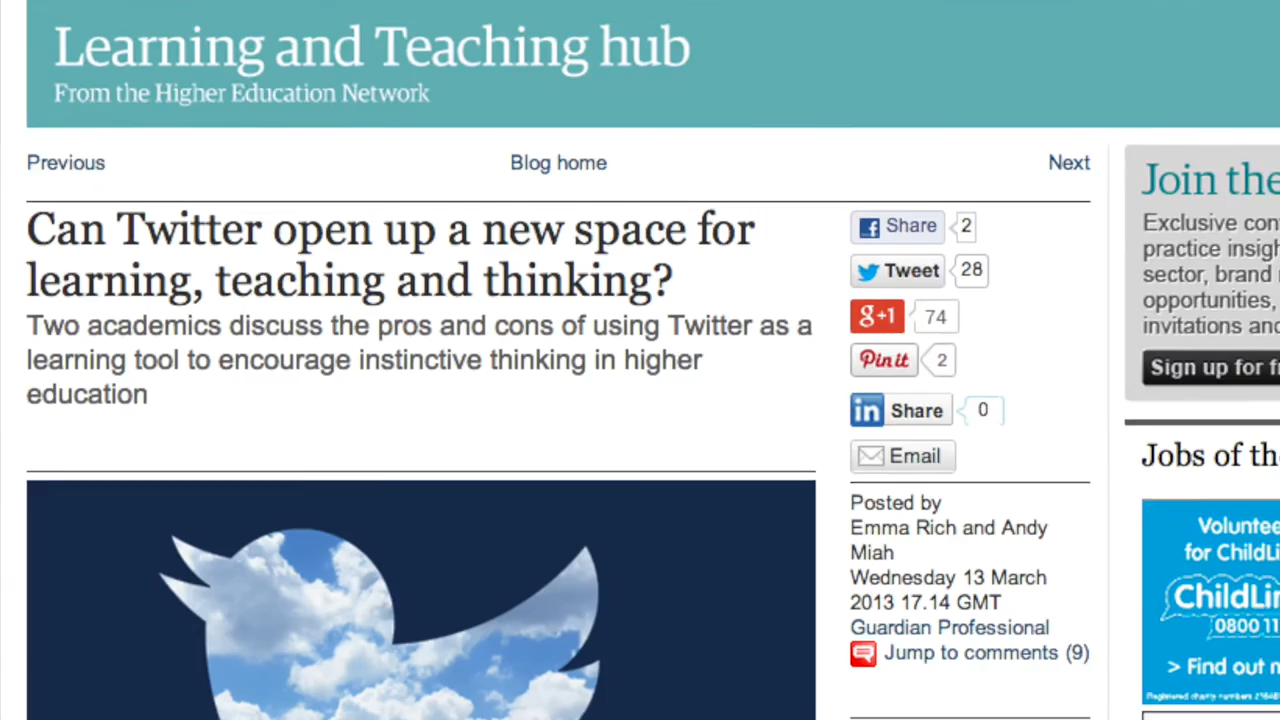 Learning and Teaching hub
From the Higher Education Network
Previous
Blog home
Next
Can Twitter open up a new space for
learning, teaching and thinking?
Two academics discuss the pros and cons of using Twitter as a
learning tool to encourage instinctive thinking in higher
education
Share 2
Tweet 28
g+1 74
Pin it 2
in Share 0
Email
Posted by
Emma Rich and Andy
Miah
Wednesday 13 March
2013 17.14 GMT
Guardian Professional
Jump to comments (9)
Join the
Exclusive con
practice insigh
sector, brand
opportunities,
invitations and
Sign up for f
Jobs of th
Voluntee
for ChildLi
ChildLin
0800 11
> Find out m
Registered charity numbers